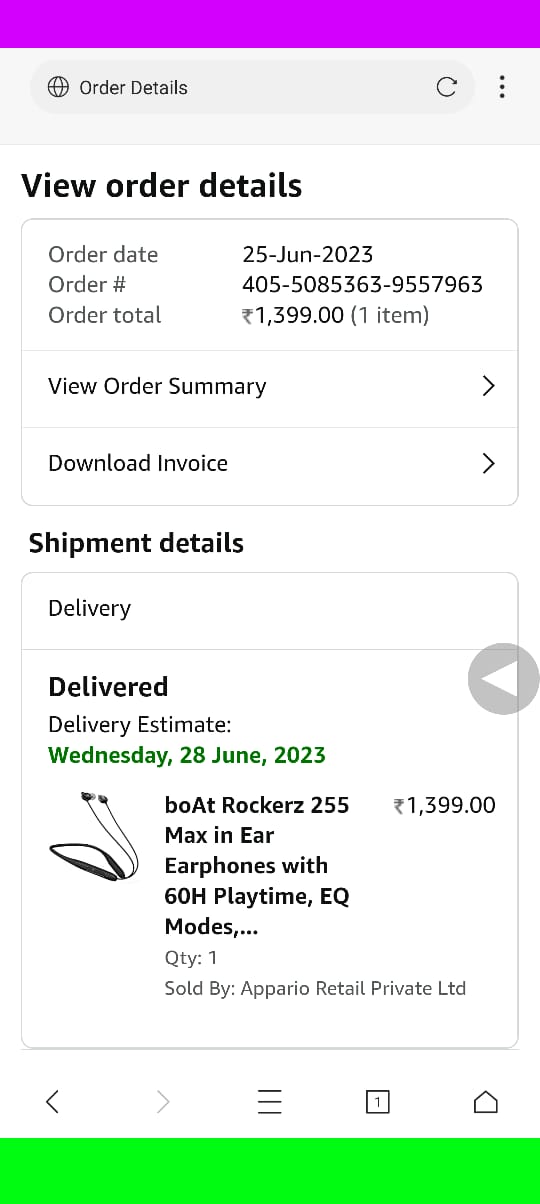 Order Details
View order details
Order date 25-Jun-2023
Order # 405-5085363-9557963
Order total ₹1,399.00 (1 item)
View Order Summary
Download Invoice
Shipment details
Delivery
Delivered
Delivery Estimate:
Wednesday, 28 June, 2023
boAt Rockerz 255 ₹1,399.00
Max in Ear
Earphones with
60H Playtime, EQ
Modes,...
Qty: 1
Sold By: Appario Retail Private Ltd
1